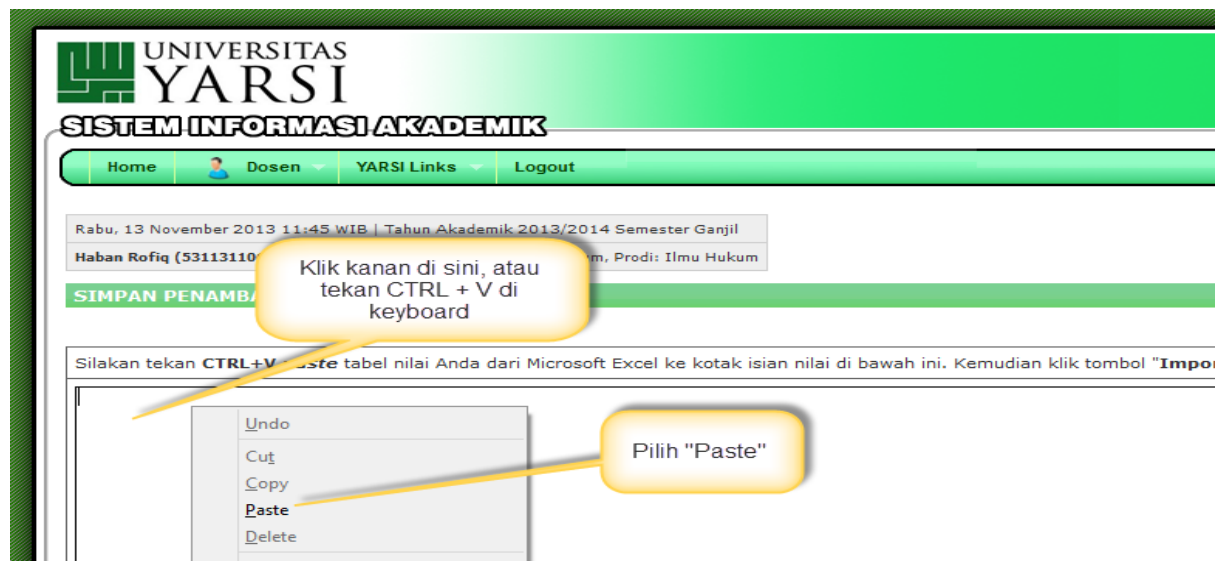 UNIVERSITAS
YARSI
SISTEM INFORMASI AKADEMIK
Home Dosen YARSI Links Logout
Rabu, 13 November 2013 11:45 WIB | Tahun Akademik 2013/2014 Semester Ganjil
Haban Rofiq Prodi: Ilmu Hukum
Klik kanan di sini, atau
tekan CTRL + V di
keyboard
SIMPAN
Silakan tekan CTRL+V tabel nilai Anda dari Microsoft Excel ke kotak isian nilai di bawah ini. Kemudian klik tombol "
Undo
Cut
Copy
Paste
Delete
Pilih "Paste"